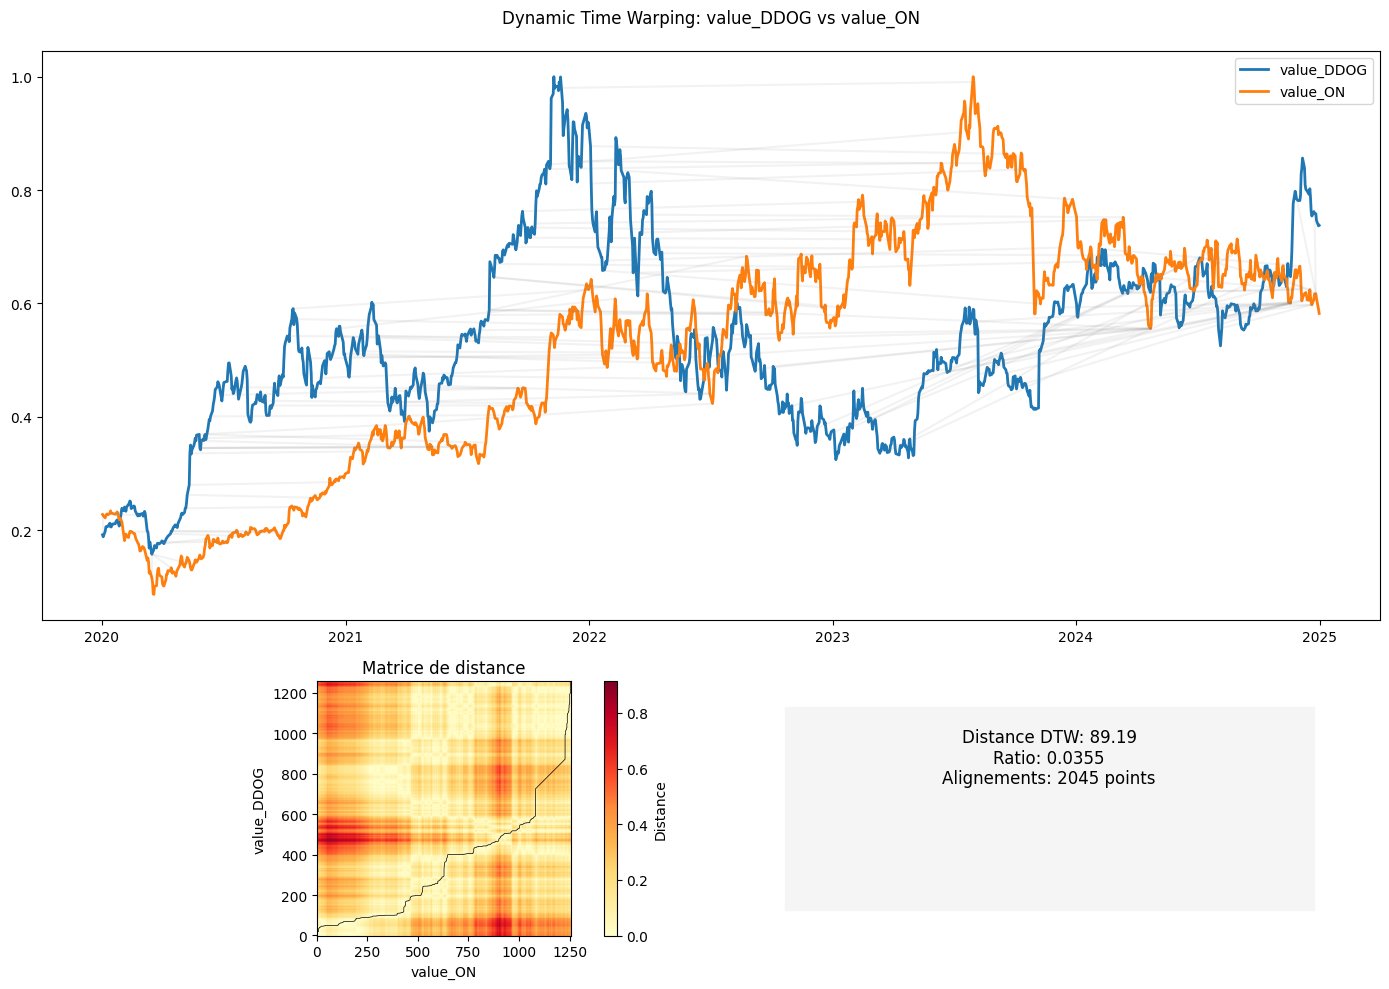 Dynamic Time Warping: value_DDOG vs value_ON
value_DDOG
value_ON
1.0
0.8
0.6
0.4
0.2
2020 2021 2022 2023 2024 2025
Matrice de distance
value_DDOG
1200
1000
800
600
400
200
0
0 250 500 750 1000 1250
value_ON
0.8
0.6
0.4
0.2
0.0
Distance
Distance DTW: 89.19
Ratio: 0.0355
Alignements: 2045 points